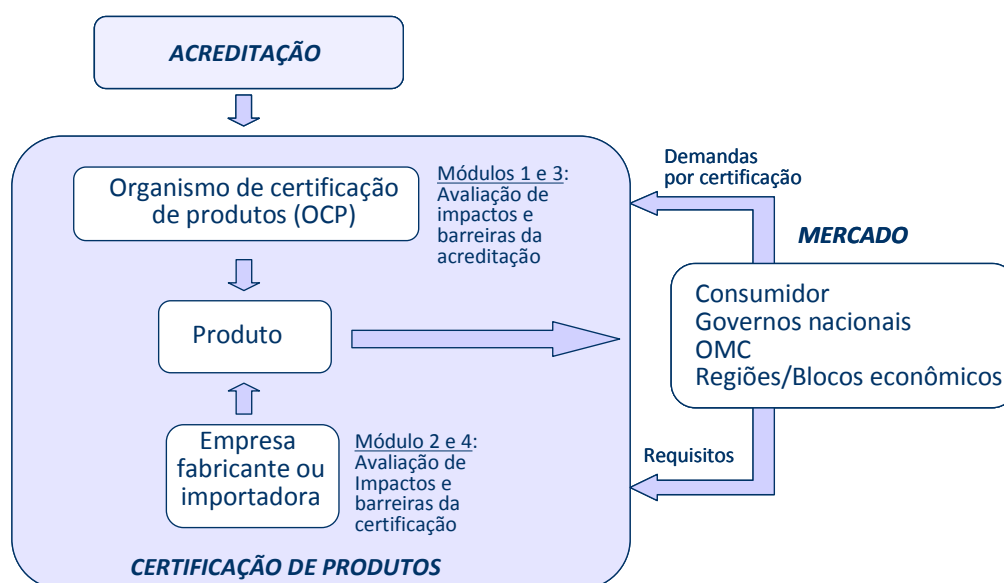 ACREDITAÇÃO
Organismo de certificação
de produtos (OCP)
Módulos 1 e 3:
Avaliação de
impactos e
barreiras da
acreditação
Demandas
por certificação
MERCADO
Consumidor
Governos nacionais
OMC
Regiões/Blocos econômicos
Produto
Empresa
fabricante ou
importadora
Módulo 2 e 4:
Avaliação de
Impactos e
barreiras da
certificação
Requisitos
CERTIFICAÇÃO DE PRODUTOS